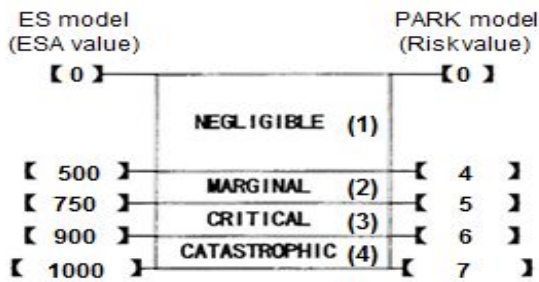 ES model PARK model
(ESA value) (Riskvalue)
【 0 】 【 0 】
NEGLIGIBLE (1)
【 500 】 【 4 】
MARGINAL (2)
【 750 】 【 5 】
CRITICAL (3)
【 900 】 【 6 】
CATASTROPHIC (4)
【 1000 】 【 7 】